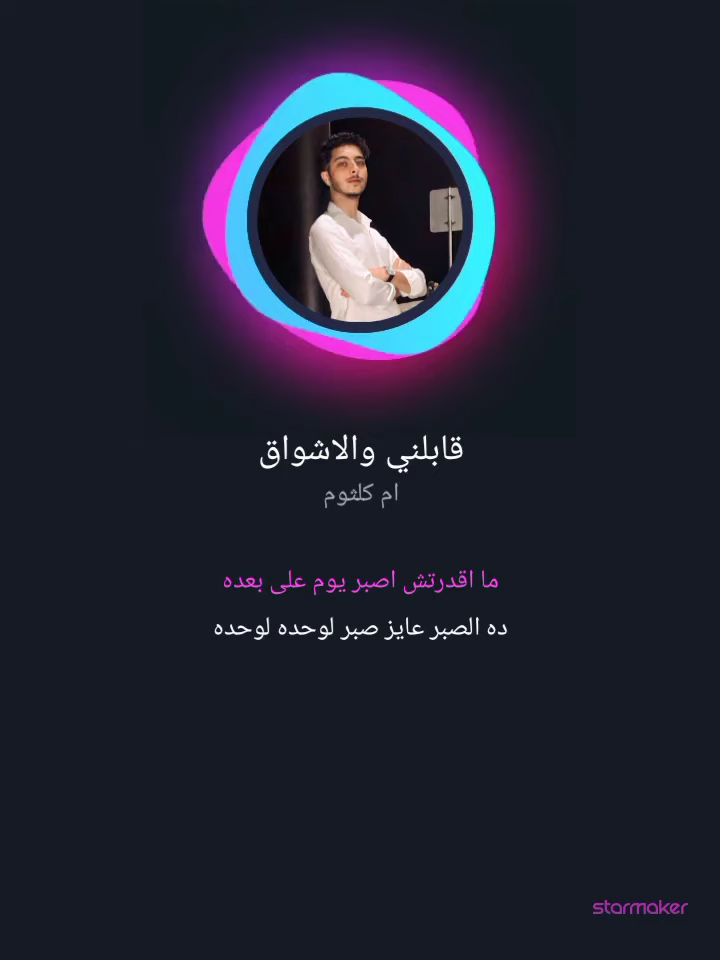 قابلني والاشواق
ام كلثوم
ما اقدرتش اصبر يوم على بعده
ده الصبر عايز صبر لوحده لوحده
starmaker